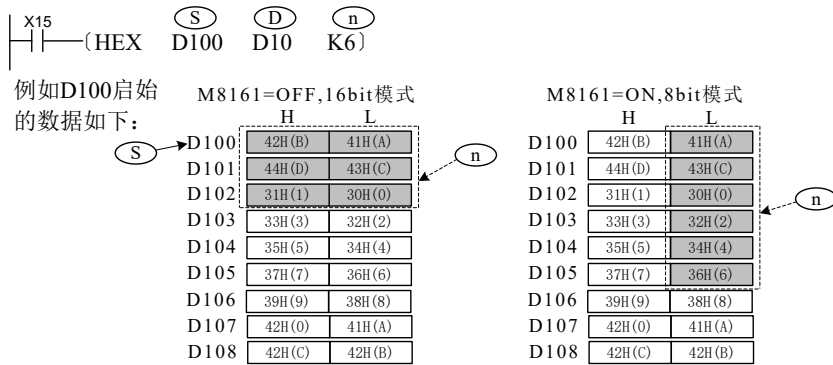 X15 S D n
(HEX D100 D10 K6)
例如D100启始
的数据如下：
M8161=OFF,16bit模式
H L
S D100 42H(B) 41H(A)
D101 44H(D) 43H(C) n
D102 31H(1) 30H(0)
D103 33H(3) 32H(2)
D104 35H(5) 34H(4)
D105 37H(7) 36H(6)
D106 39H(9) 38H(8)
D107 42H(0) 41H(A)
D108 42H(C) 42H(B)
M8161=ON,8bit模式
H L
D100 42H(B) 41H(A)
D101 44H(D) 43H(C)
D102 31H(1) 30H(0) n
D103 33H(3) 32H(2)
D104 35H(5) 34H(4)
D105 37H(7) 36H(6)
D106 39H(9) 38H(8)
D107 42H(0) 41H(A)
D108 42H(C) 42H(B)